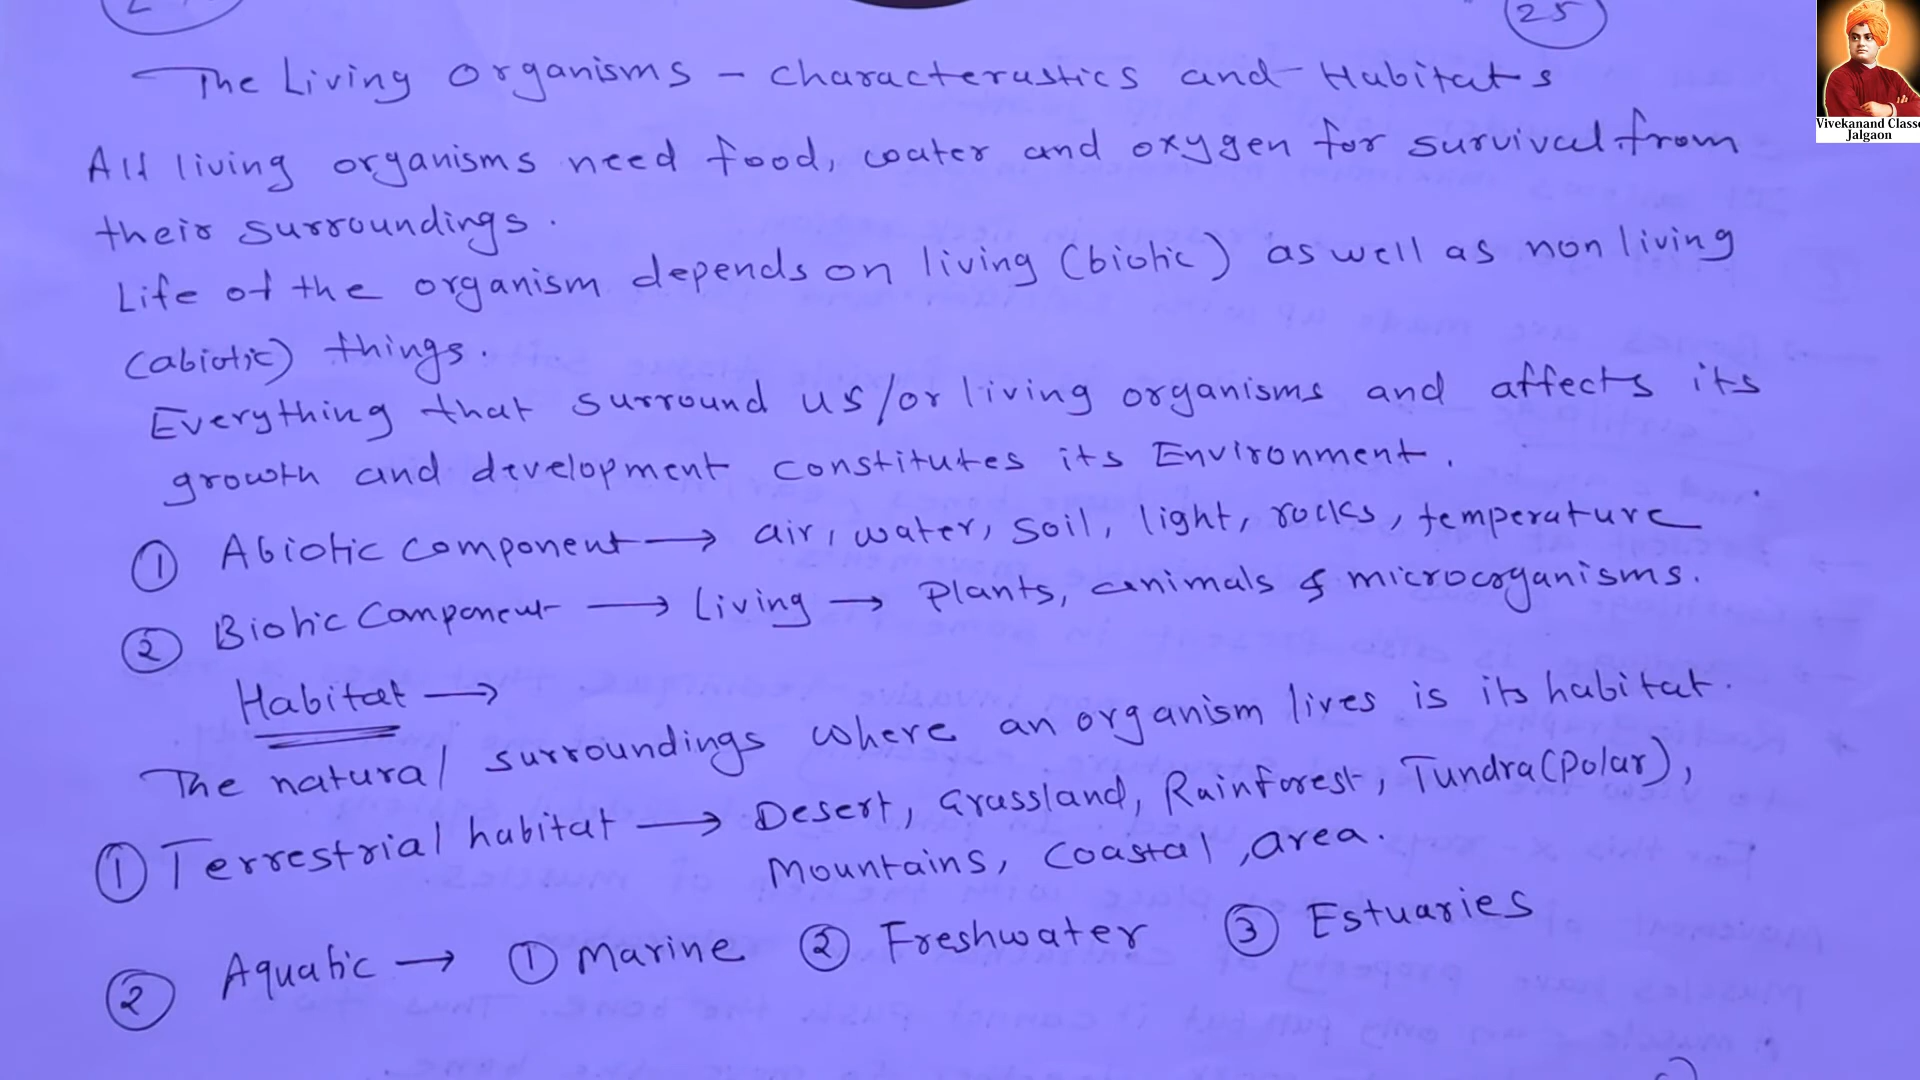 25
The Living Organisms - Characterustics and Habitats
All living organisms need food, water and oxygen for survival from
their surroundings.
Life of the organism depends on living (biotic) as well as non living
(abiotic) things.
Everything that surround us/or living organisms and affects its
growth and development constitutes its Environment.
① Abiotic component → air, water, soil, light, rocks, temperature
② Biotic Component → Living → Plants, animals & microorganisms.
Habitat →
The natural surroundings where an organism lives is its habitat.
① Terrestrial habitat → Desert, Grassland, Rainforest, Tundra(Polar),
Mountains, Coastal, area.
② Aquatic → ① Marine ② Freshwater ③ Estuaries
Vivekanand Classe
Jalgaon